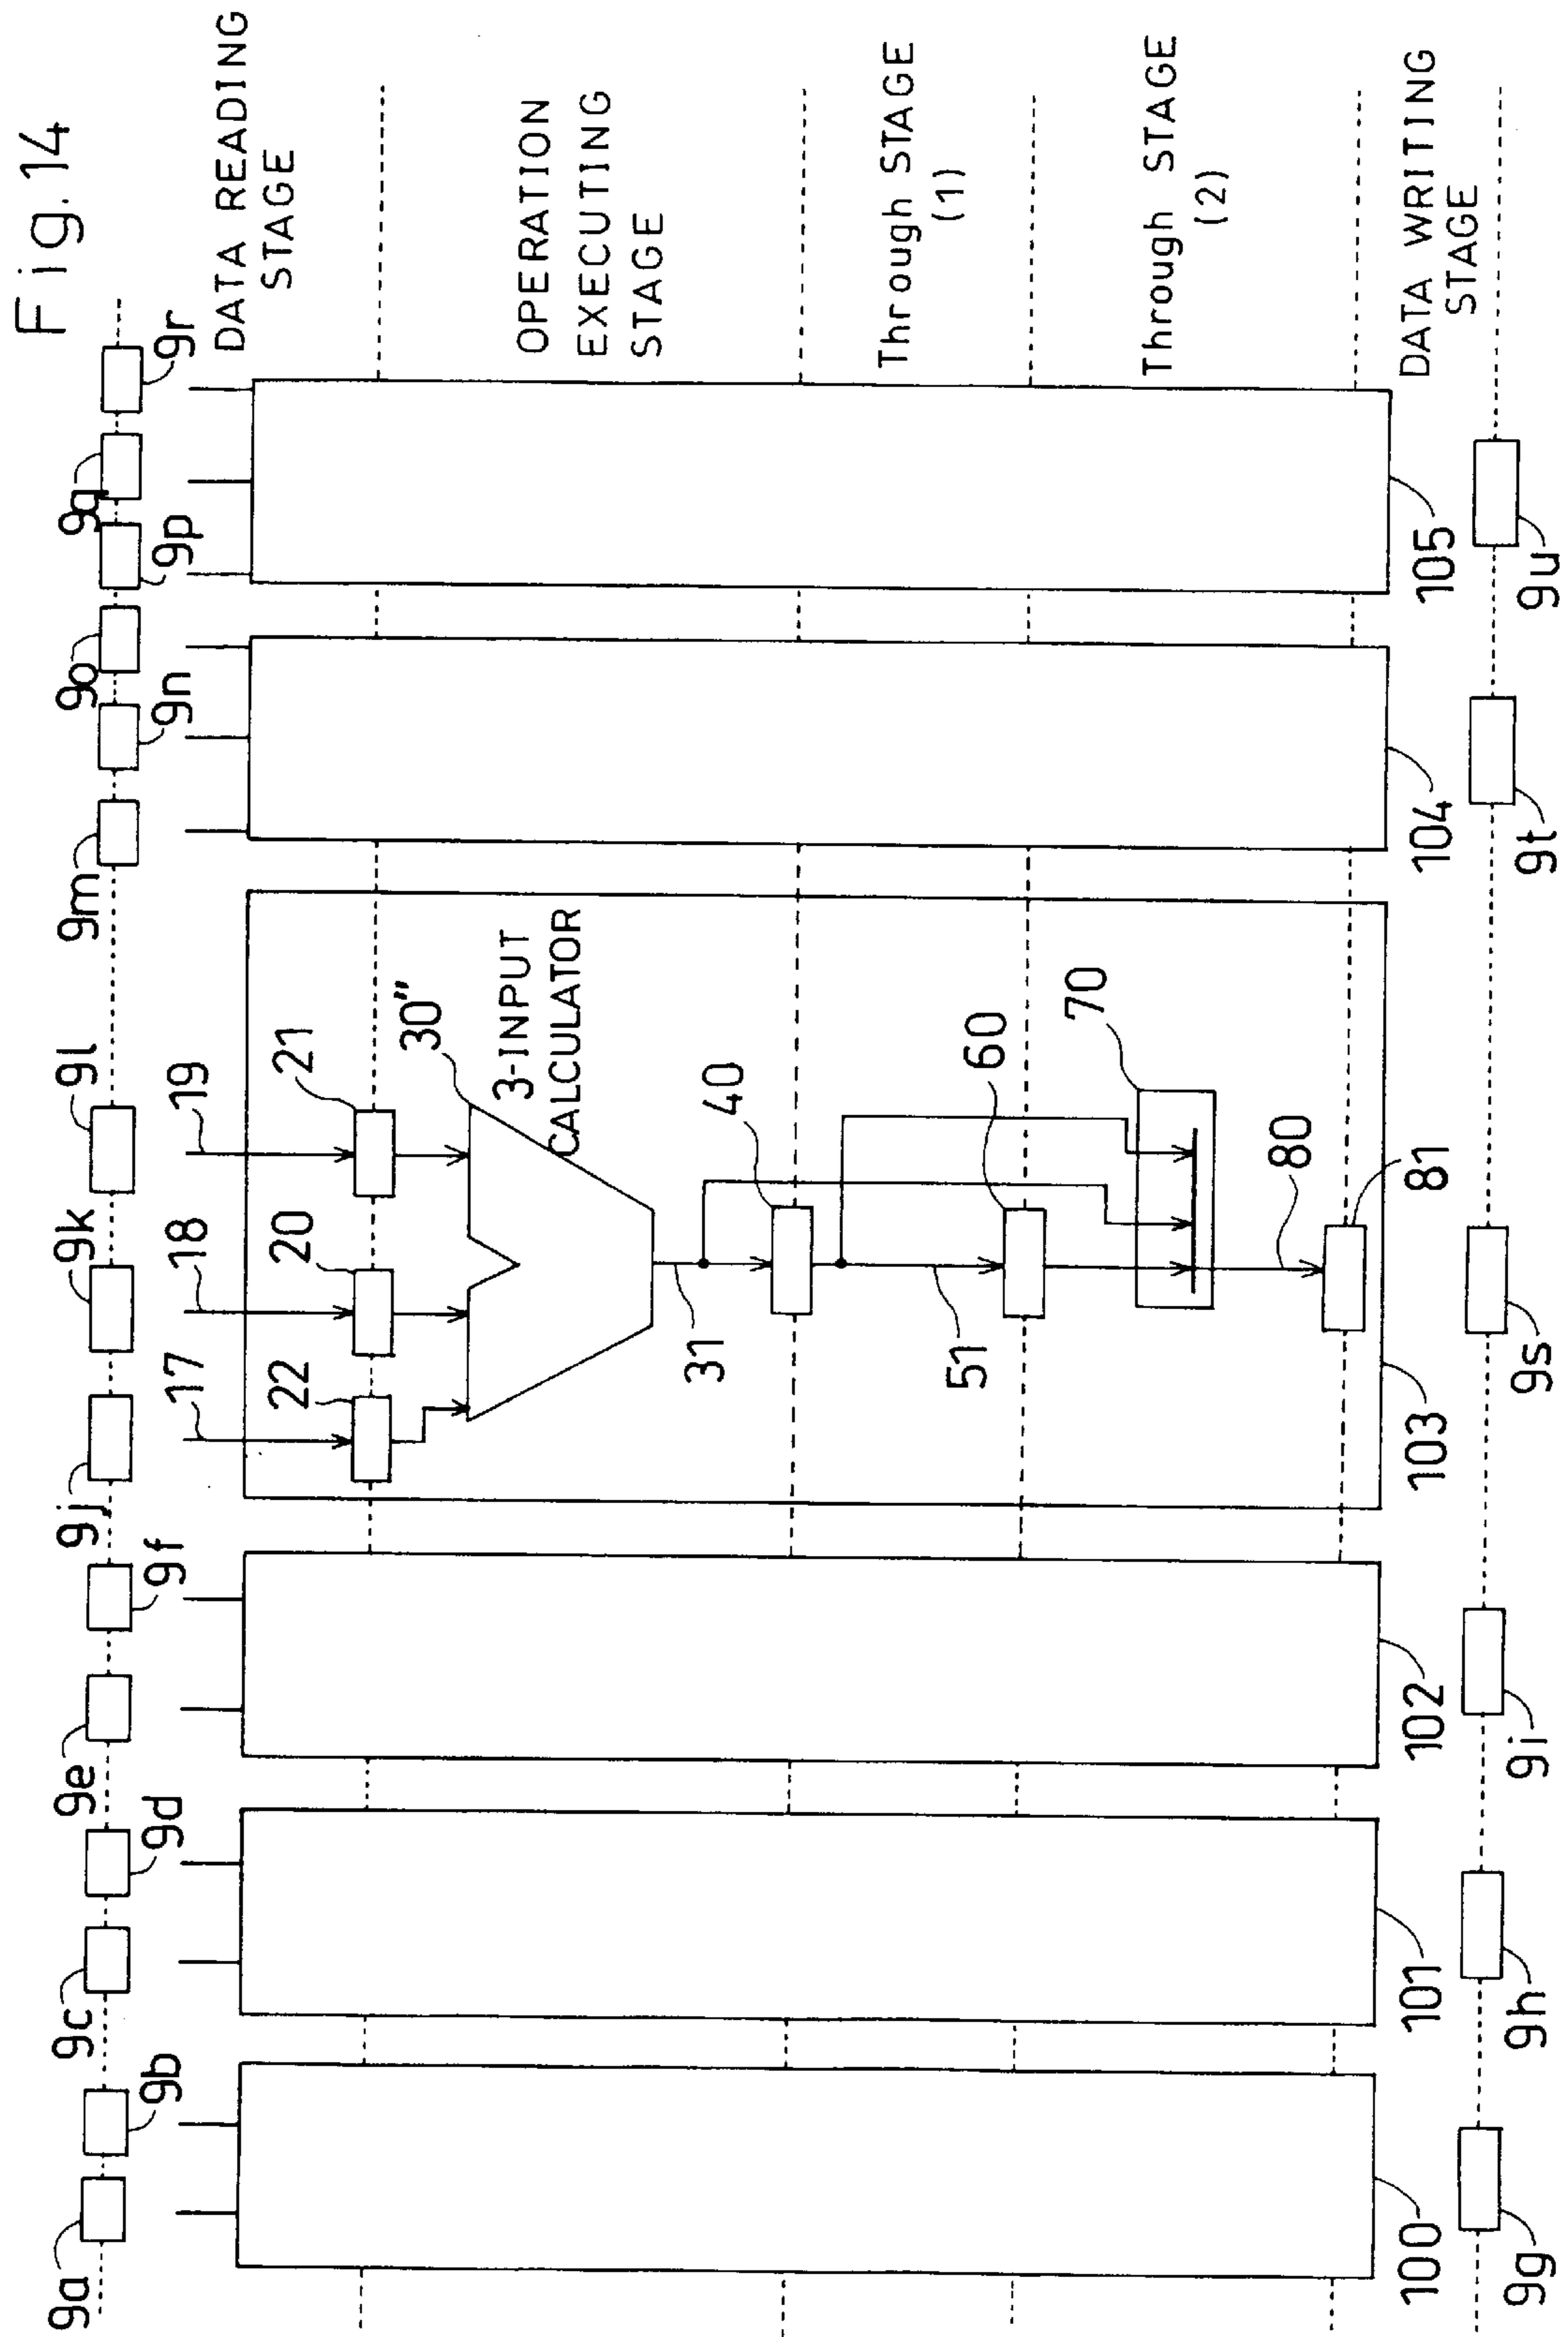 Fig. 14
9a
9b
9c
9d
9e
9f
9j
9k
9l
9m
9n
9o
9p
9q
9r
17
18
19
DATA READING
STAGE
22
20
21
30"
3-INPUT
CALCULATOR
OPERATION
EXECUTING
STAGE
31
40
Through STAGE
(1)
51
60
70
Through STAGE
(2)
80
81
100
101
102
103
104
105
DATA WRITING
STAGE
9g
9h
9i
9s
9t
9u